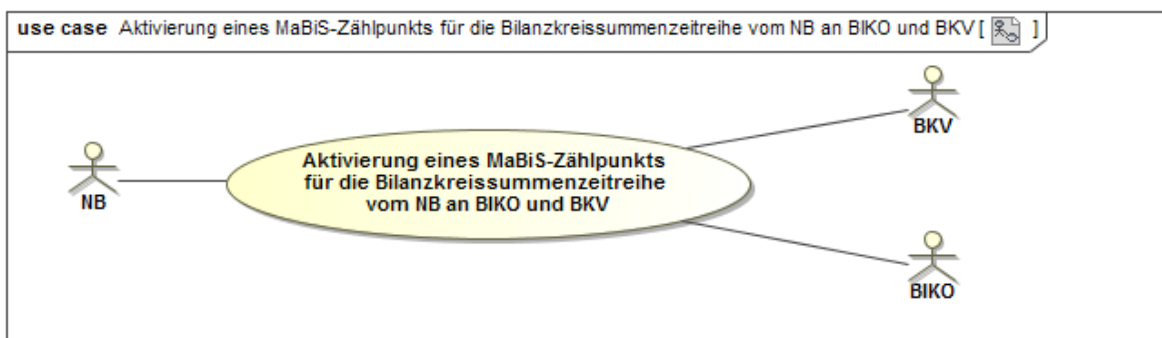 use case Aktivierung eines MaBiS-Zählpunkts für die Bilanzkreissummenzeitreihe vom NB an BIKO und BKV [ ]
BKV
Aktivierung eines MaBiS-Zählpunkts
für die Bilanzkreissummenzeitreihe
vom NB an BIKO und BKV
NB
BIKO